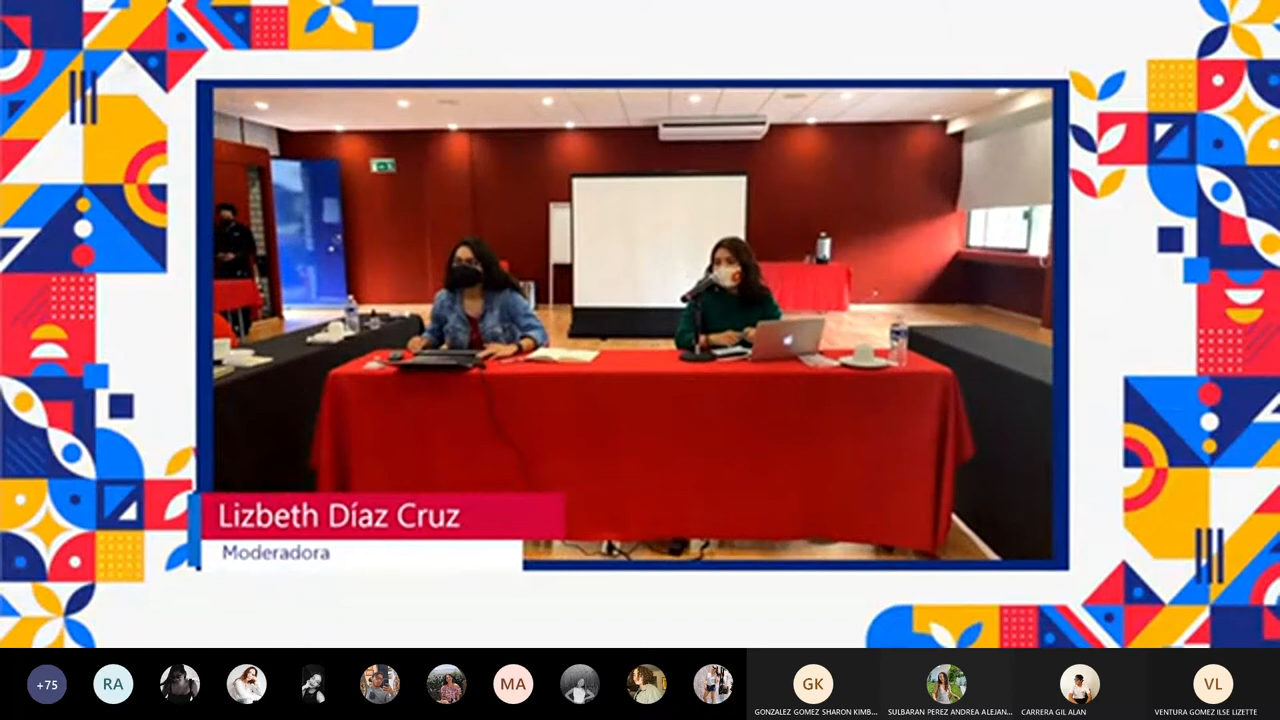 Lizbeth Díaz Cruz
Moderadora
+75
RA
MA
GK
VL
GONZALEZ GOMEZ SHARON KIMB...
SULBARAN PEREZ ANDREA ALEJAN...
CARRERA GIL ALAN
VENTURA GOMEZ ILSE LIZETTE